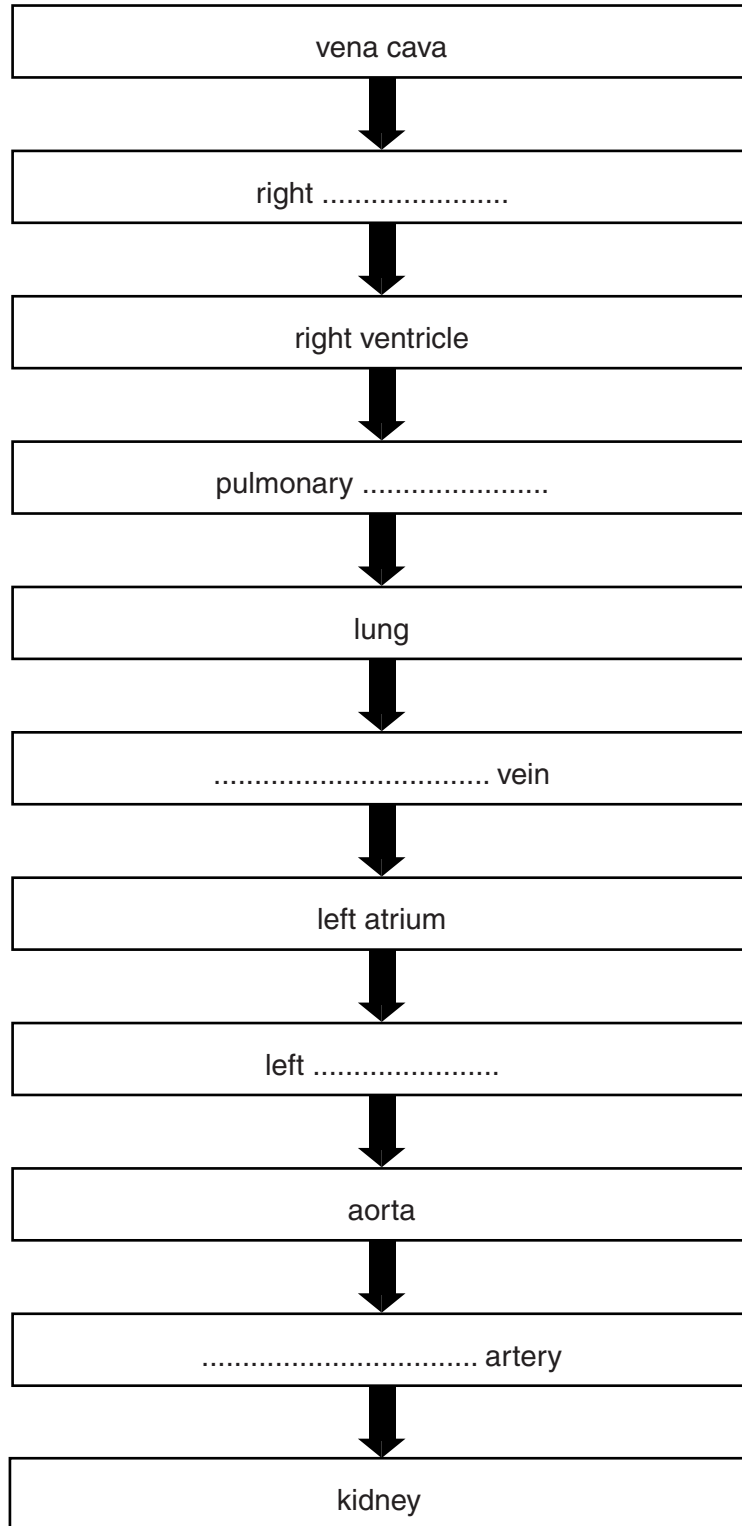 vena cava
right .......................
right ventricle
pulmonary .......................
lung
.................................. vein
left atrium
left .......................
aorta
.................................. artery
kidney